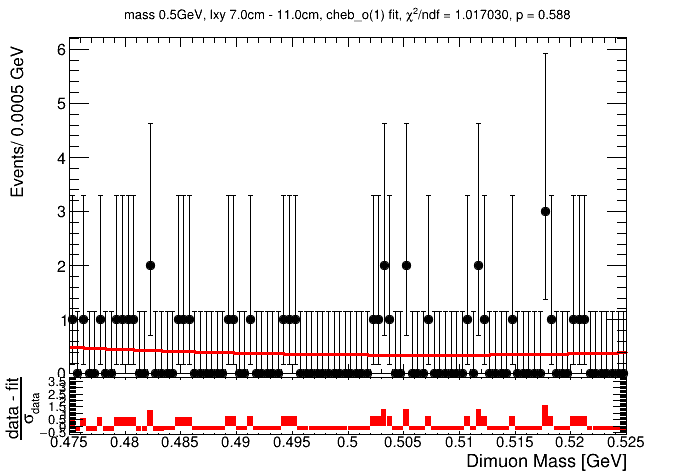 mass 0.5GeV, lxy 7.0cm - 11.0cm, cheb_o(1) fit, χ²/ndf = 1.017030, p = 0.588
Events/ 0.0005 GeV
6
5
4
3
2
1
0
data - fit
σdata
3.5
0.475 0.48 0.485 0.49 0.495 0.5 0.505 0.51 0.515 0.52 0.525
Dimuon Mass [GeV]